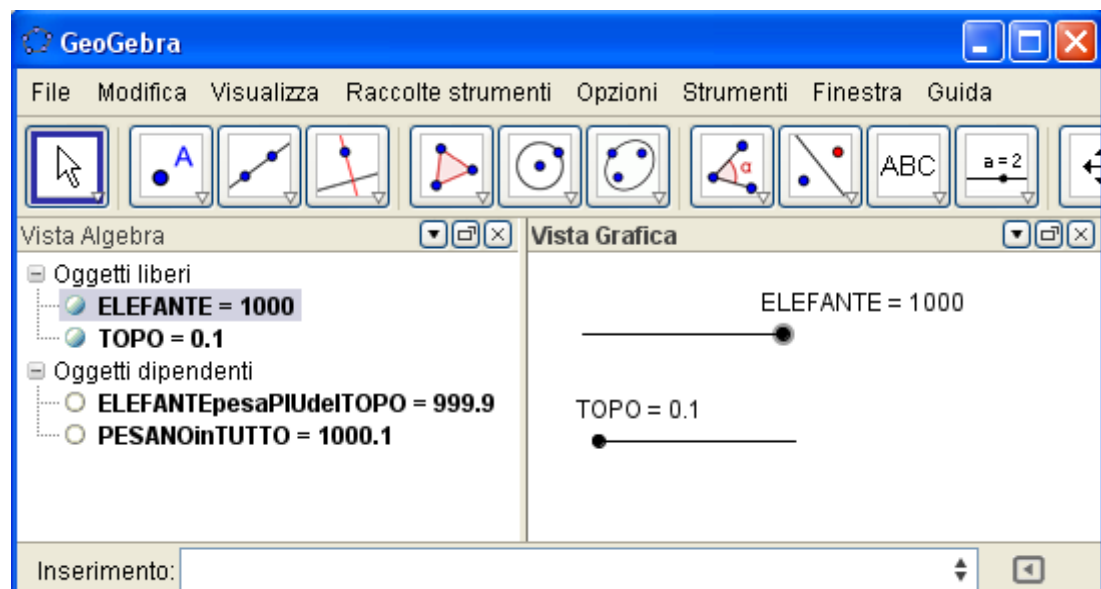 GeoGebra
File Modifica Visualizza Raccolte strumenti Opzioni Strumenti Finestra Guida
A
α
ABC
a = 2
Vista Algebra
Vista Grafica
Oggetti liberi
ELEFANTE = 1000
TOPO = 0.1
Oggetti dipendenti
ELEFANTEpesaPIUdelTOPO = 999.9
PESANOinTUTTO = 1000.1
ELEFANTE = 1000
TOPO = 0.1
Inserimento: